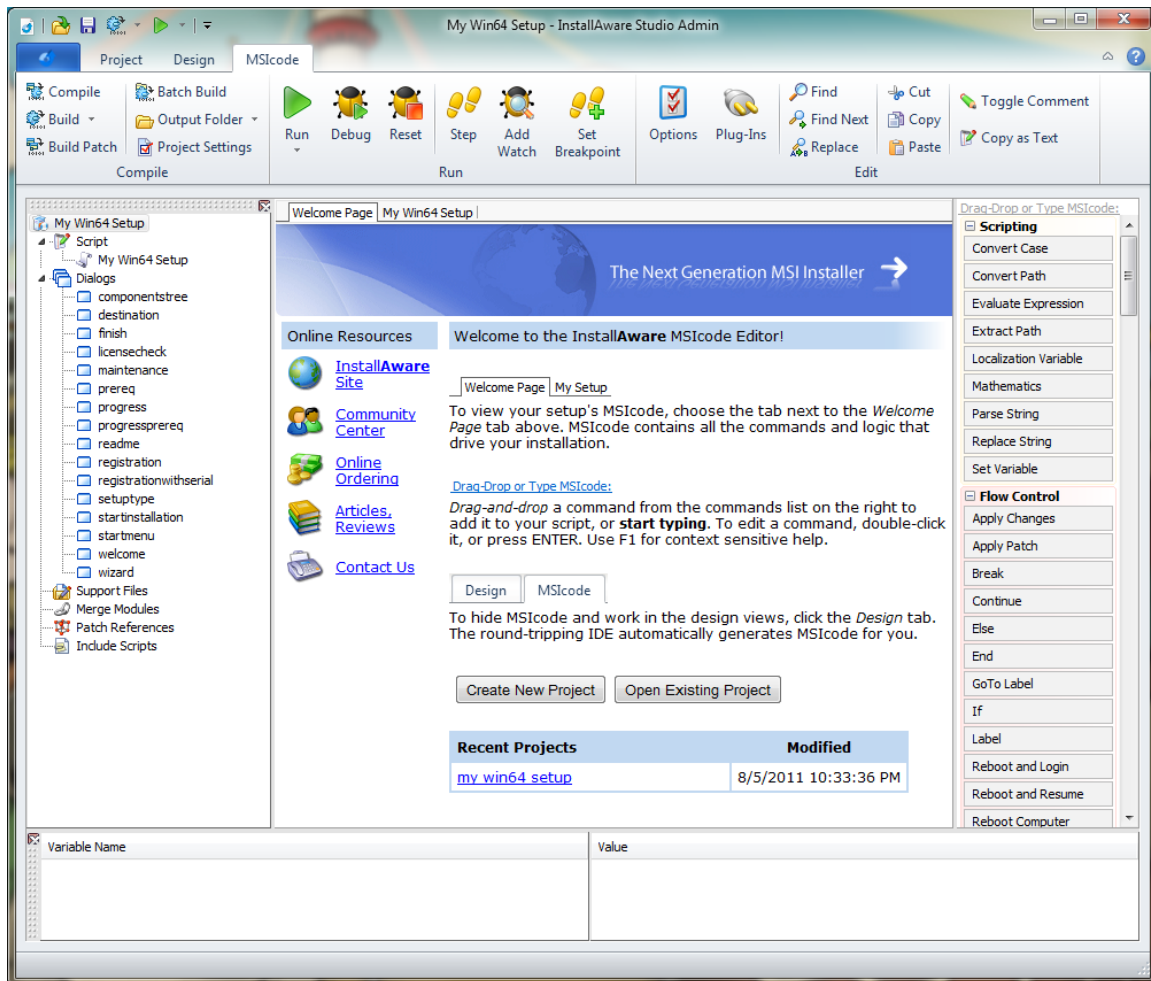 My Win64 Setup - InstallAware Studio Admin
Project Design MSIcode
Compile
Build
Build Patch
Batch Build
Output Folder
Project Settings
Compile
Run
Debug
Reset
Step
Add
Watch
Set
Breakpoint
Run
Options
Plug-Ins
Find
Find Next
Replace
Cut
Copy
Paste
Toggle Comment
Copy as Text
Edit
My Win64 Setup
Script
My Win64 Setup
Dialogs
componentstree
destination
finish
licensecheck
maintenance
prereq
progress
progressprereq
readme
registration
registrationwithserial
setuptype
startinstallation
startmenu
welcome
wizard
Support Files
Merge Modules
Patch References
Include Scripts
Welcome Page My Win64 Setup
The Next Generation MSI Installer
Online Resources
InstallAware
Site
Community
Center
Online
Ordering
Articles,
Reviews
Contact Us
Welcome to the InstallAware MSIcode Editor!
Welcome Page My Setup
To view your setup's MSIcode, choose the tab next to the Welcome
Page tab above. MSIcode contains all the commands and logic that
drive your installation.
Drag-Drop or Type MSIcode:
Drag-and-drop a command from the commands list on the right to
add it to your script, or start typing. To edit a command, double-click
it, or press ENTER. Use F1 for context sensitive help.
Design MSIcode
To hide MSIcode and work in the design views, click the Design tab.
The round-tripping IDE automatically generates MSIcode for you.
Create New Project Open Existing Project
Recent Projects Modified
my win64 setup 8/5/2011 10:33:36 PM
Drag-Drop or Type MSIcode:
Scripting
Convert Case
Convert Path
Evaluate Expression
Extract Path
Localization Variable
Mathematics
Parse String
Replace String
Set Variable
Flow Control
Apply Changes
Apply Patch
Break
Continue
Else
End
GoTo Label
If
Label
Reboot and Login
Reboot and Resume
Reboot Computer
Variable Name Value